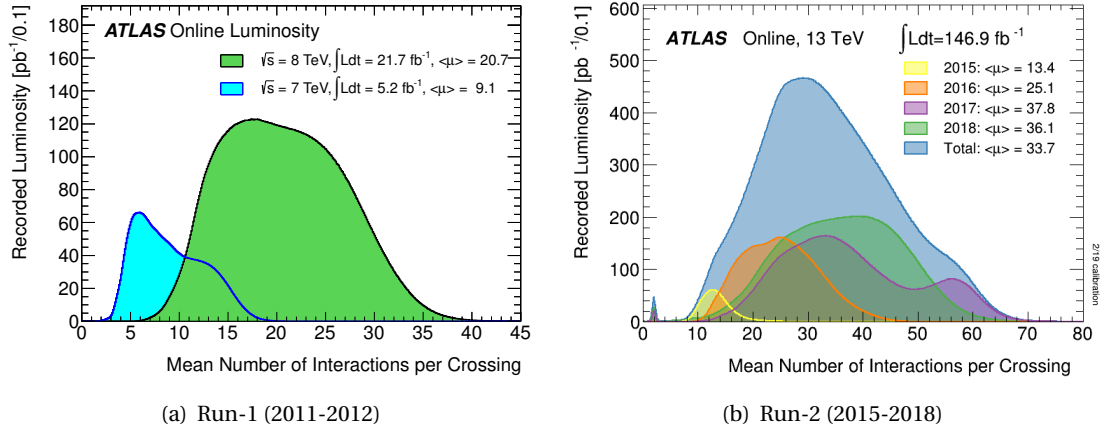 ATLAS Online Luminosity
√s = 8 TeV, ∫Ldt = 21.7 fb⁻¹, <μ> = 20.7
√s = 7 TeV, ∫Ldt = 5.2 fb⁻¹, <μ> = 9.1
Recorded Luminosity [pb⁻¹/0.1]
180
160
140
120
100
80
60
40
20
0
0 5 10 15 20 25 30 35 40 45
Mean Number of Interactions per Crossing
(a) Run-1 (2011-2012)
ATLAS Online, 13 TeV ∫Ldt=146.9 fb⁻¹
2015: <μ> = 13.4
2016: <μ> = 25.1
2017: <μ> = 37.8
2018: <μ> = 36.1
Total: <μ> = 33.7
Recorded Luminosity [pb⁻¹/0.1]
600
500
400
300
200
100
0
0 10 20 30 40 50 60 70 80
Mean Number of Interactions per Crossing
2/19 calibration
(b) Run-2 (2015-2018)